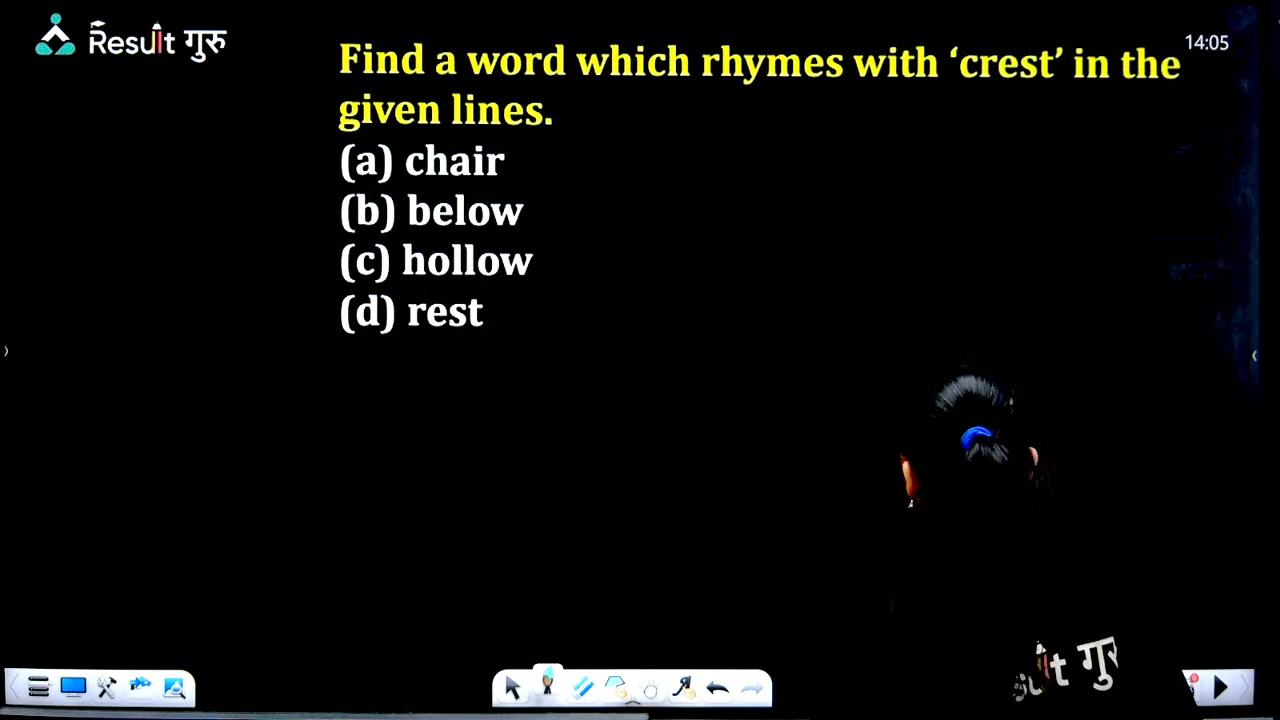 Result गुरु
14:05
Find a word which rhymes with ‘crest’ in the
given lines.
(a) chair
(b) below
(c) hollow
(d) rest